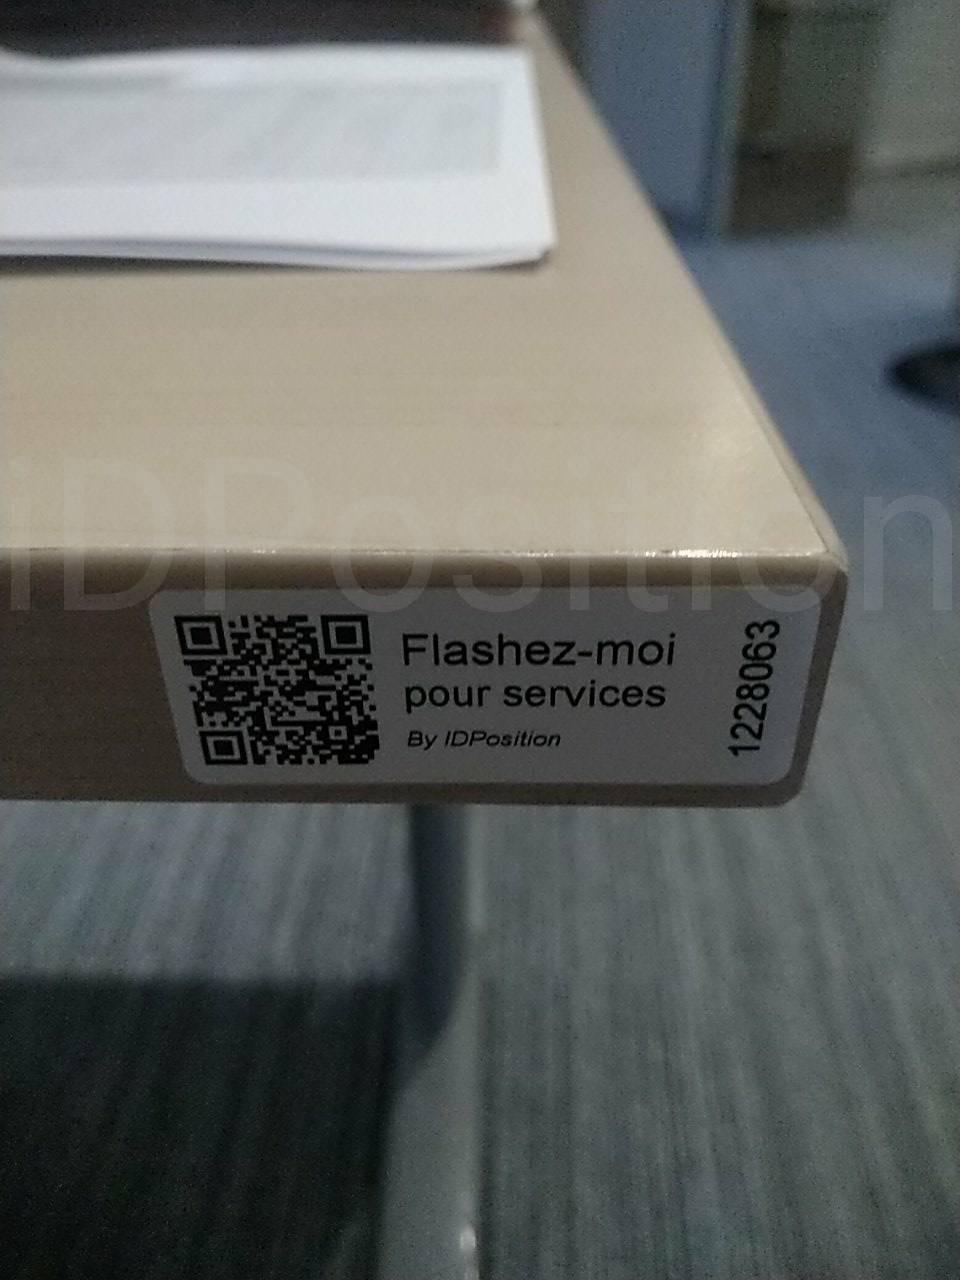 iDPosition
Flashez-moi
pour services
By IDPosition
1228063